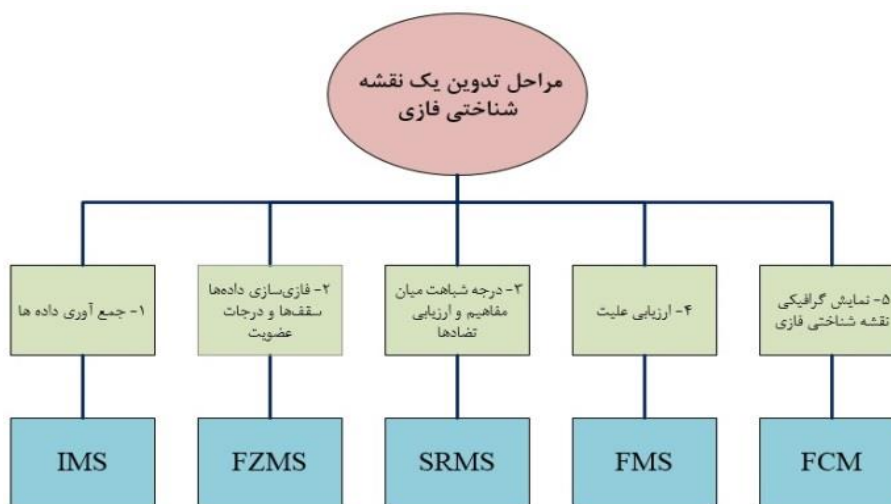 مراحل تدوین یک نقشه
شناختی فازی
۱- جمع آوری داده ها
۲- فازی‌سازی داده‌ها
سقف‌ها و درجات
عضویت
۳- درجه شباهت میان
مفاهیم و ارزیابی
تضادها
۴- ارزیابی علیت
۵- نمایش گرافیکی
نقشه شناختی فازی
IMS
FZMS
SRMS
FMS
FCM